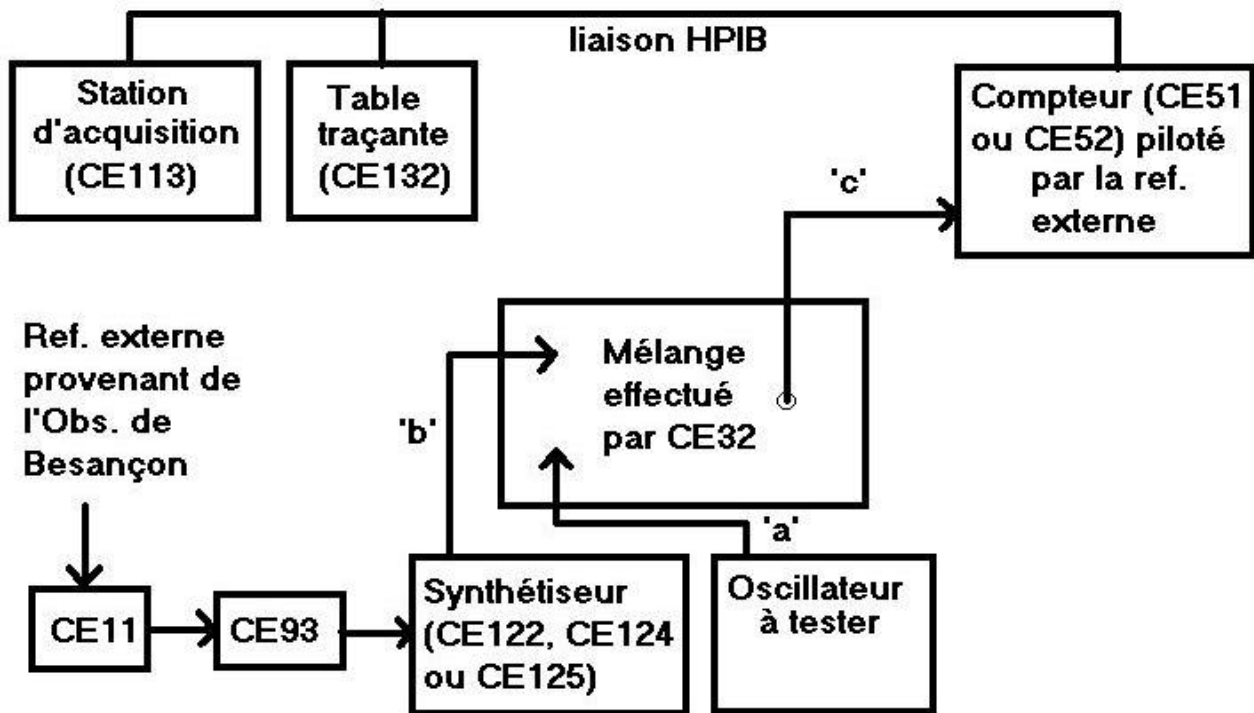 liaison HPIB
Station
d'acquisition
(CE113)
Table
traçante
(CE132)
Compteur (CE51
ou CE52) piloté
par la ref.
externe
'c'
Ref. externe
provenant de
l'Obs. de
Besançon
'b'
Mélange
effectué
par CE32
'a'
CE11
CE93
Synthétiseur
(CE122, CE124
ou CE125)
Oscillateur
à tester